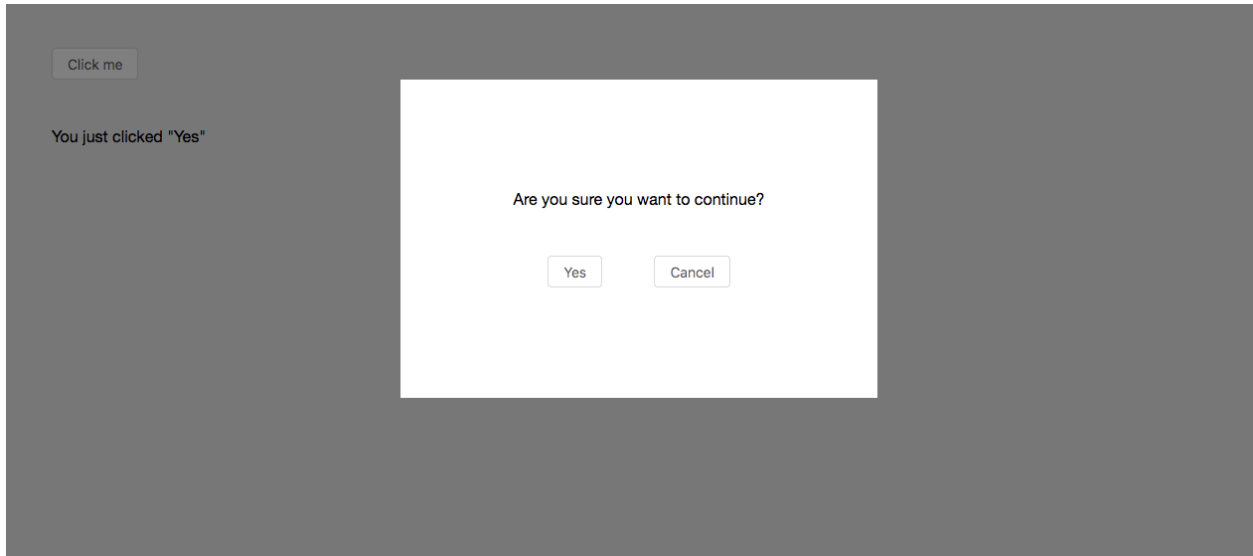 Click me
You just clicked "Yes"
Are you sure you want to continue?
Yes
Cancel